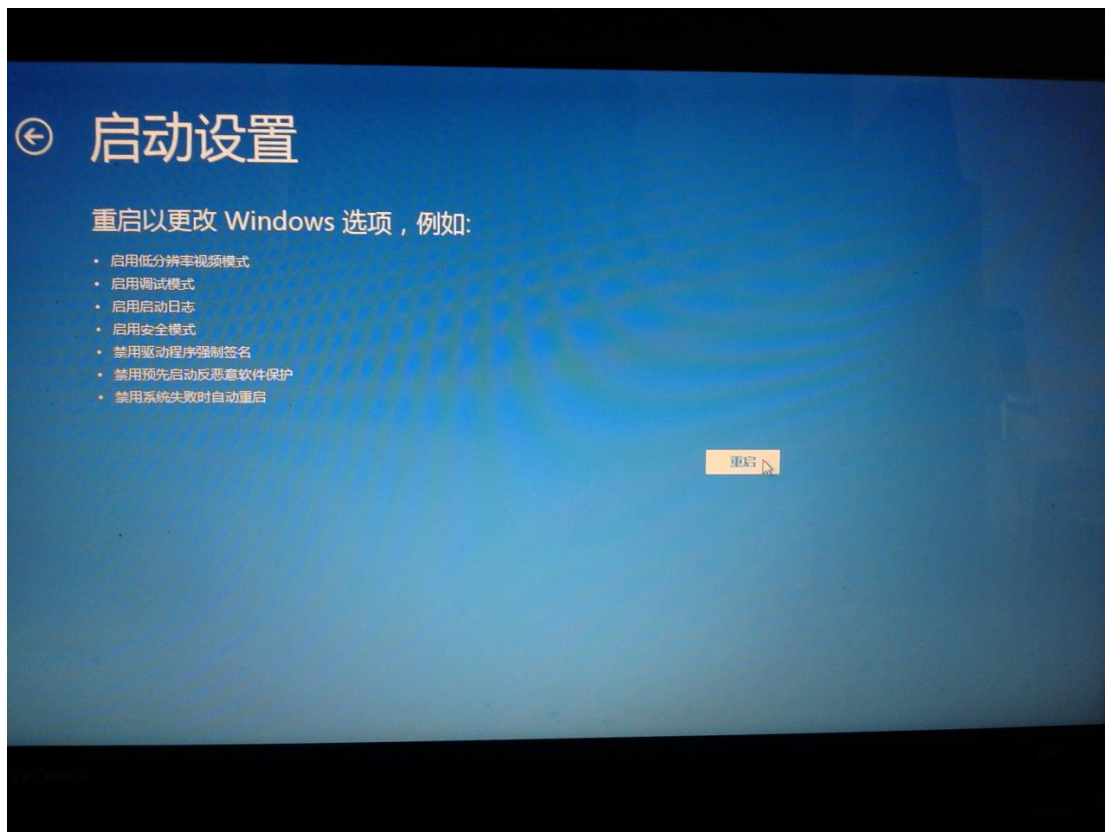 启动设置
重启以更改 Windows 选项，例如:
• 启用低分辨率视频模式
• 启用调试模式
• 启用启动日志
• 启用安全模式
• 禁用驱动程序强制签名
• 禁用预先启动反恶意软件保护
• 禁用系统失败时自动重启
重启